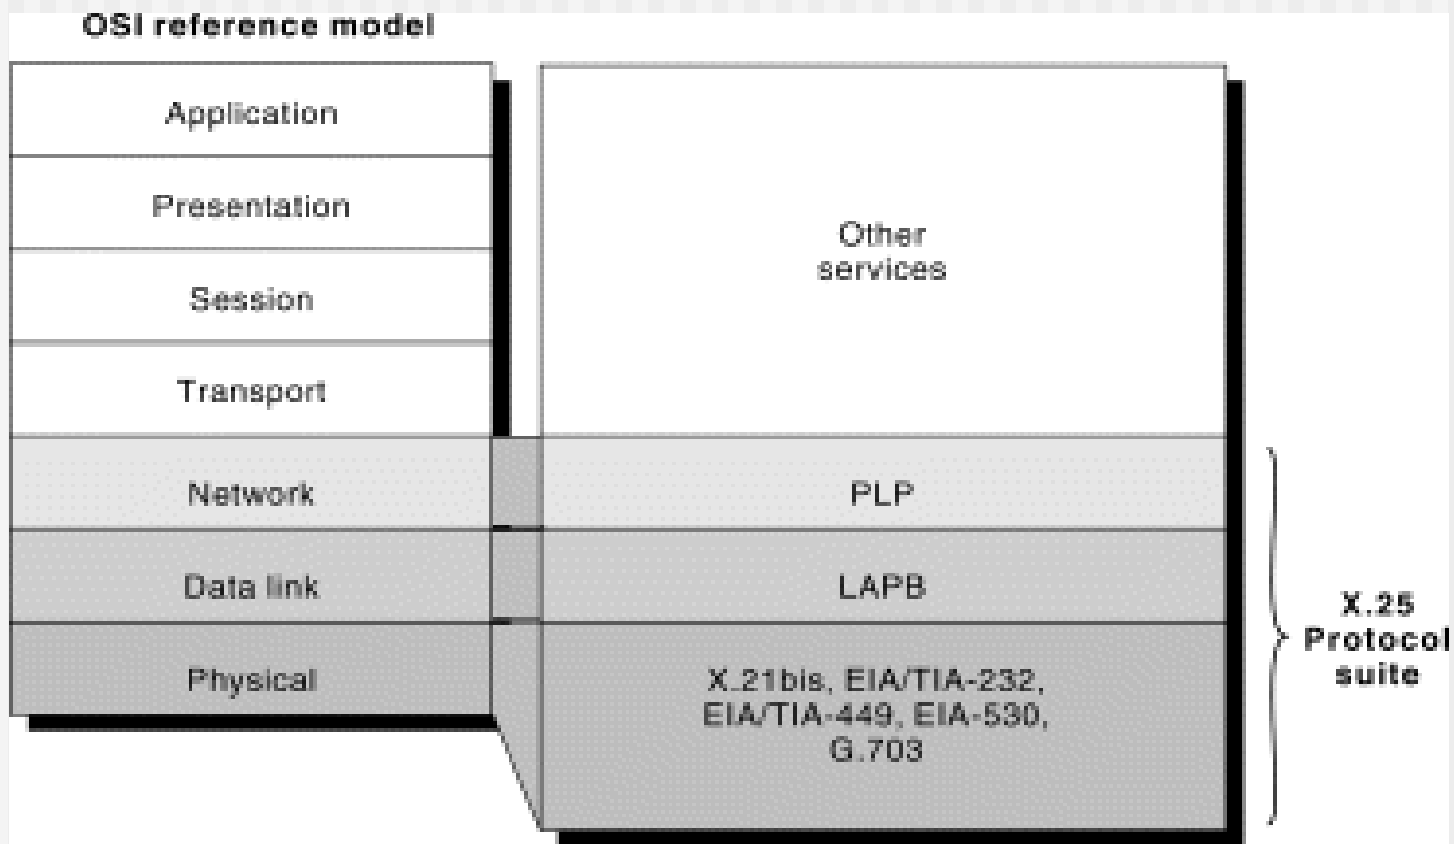 OSI reference model
Application
Presentation
Session
Transport
Network
Data link
Physical
Other
services
PLP
LAPB
X.21bis, EIA/TIA-232,
EIA/TIA-449, EIA-530,
G.703
X.25
Protocol
suite